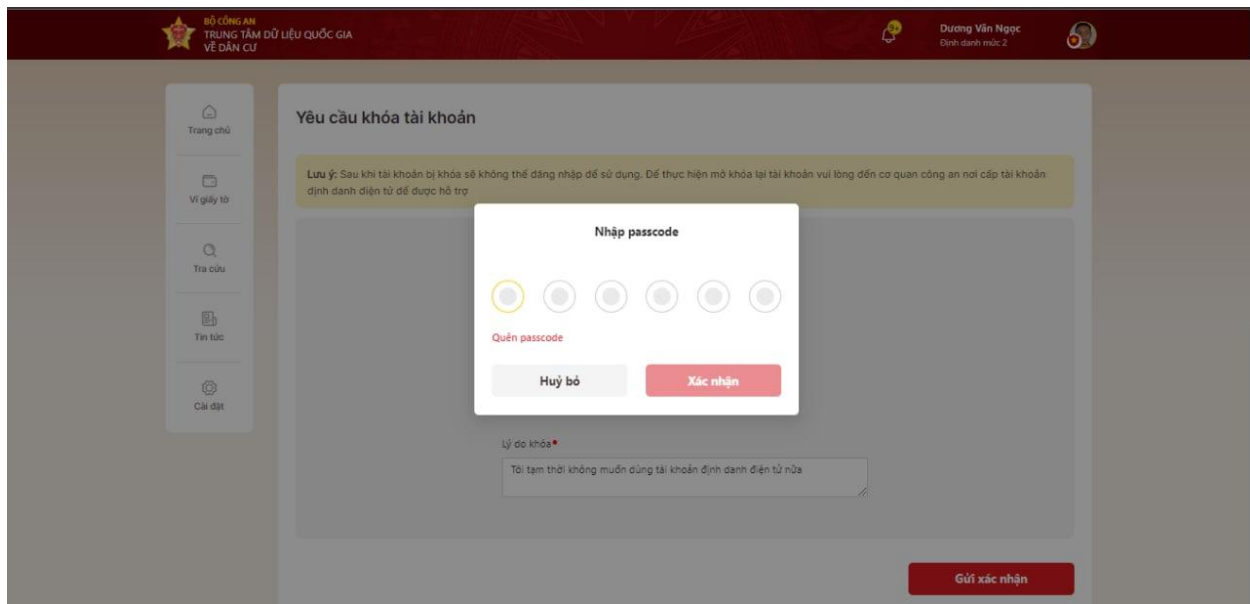 BỘ CÔNG AN
TRUNG TÂM DỮ LIỆU QUỐC GIA
VỀ DÂN CƯ
9+
Dương Văn Ngọc
Định danh mức 2
Trang chủ
Ví giấy tờ
Tra cứu
Tin tức
Cài đặt
Yêu cầu khóa tài khoản
Lưu ý: Sau khi tài khoản bị khóa sẽ không thể đăng nhập để sử dụng. Để thực hiện mở khóa lại tài khoản vui lòng đến cơ quan công an nơi cấp tài khoản
định danh điện tử để được hỗ trợ
Nhập passcode
Quên passcode
Huỷ bỏ
Xác nhận
Lý do khóa
Tôi tạm thời không muốn dùng tài khoản định danh điện tử nữa
Gửi xác nhận